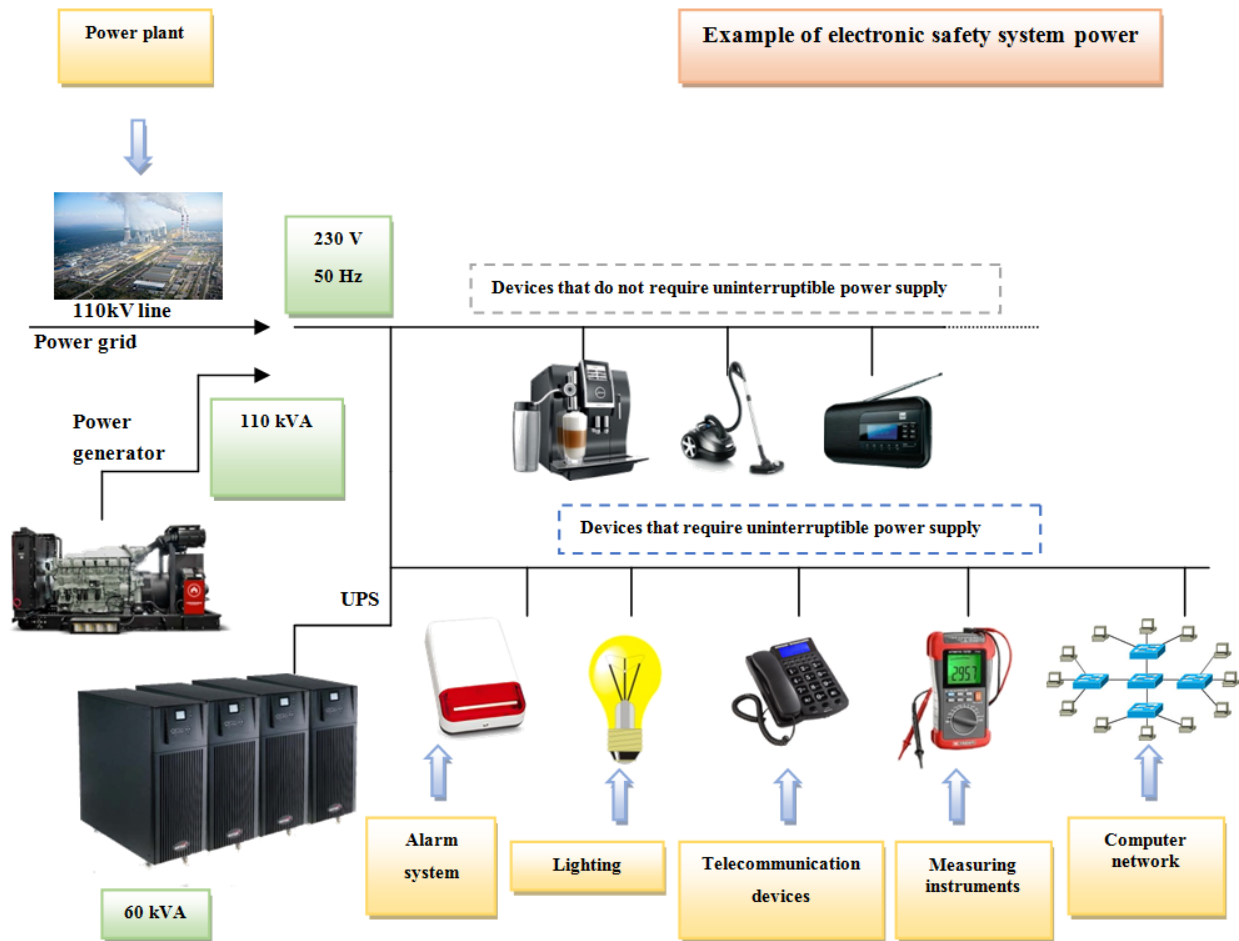 Power plant
Example of electronic safety system power
230 V
50 Hz
Devices that do not require uninterruptible power supply
110kV line
Power grid
110 kVA
Power
generator
Devices that require uninterruptible power supply
UPS
2957
Alarm
system
Lighting
Telecommunication
devices
Measuring
instruments
Computer
network
60 kVA